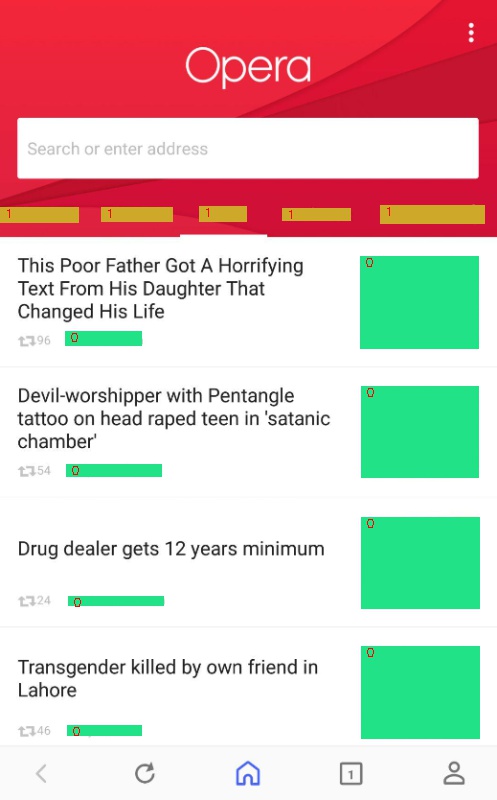 Opera
Search or enter address
1 1 1 1 1
This Poor Father Got A Horrifying
Text From His Daughter That
Changed His Life
0
96
0
Devil-worshipper with Pentangle
tattoo on head raped teen in 'satanic
chamber'
0
54
0
Drug dealer gets 12 years minimum
0
24
0
Transgender killed by own friend in
Lahore
0
46
0
1